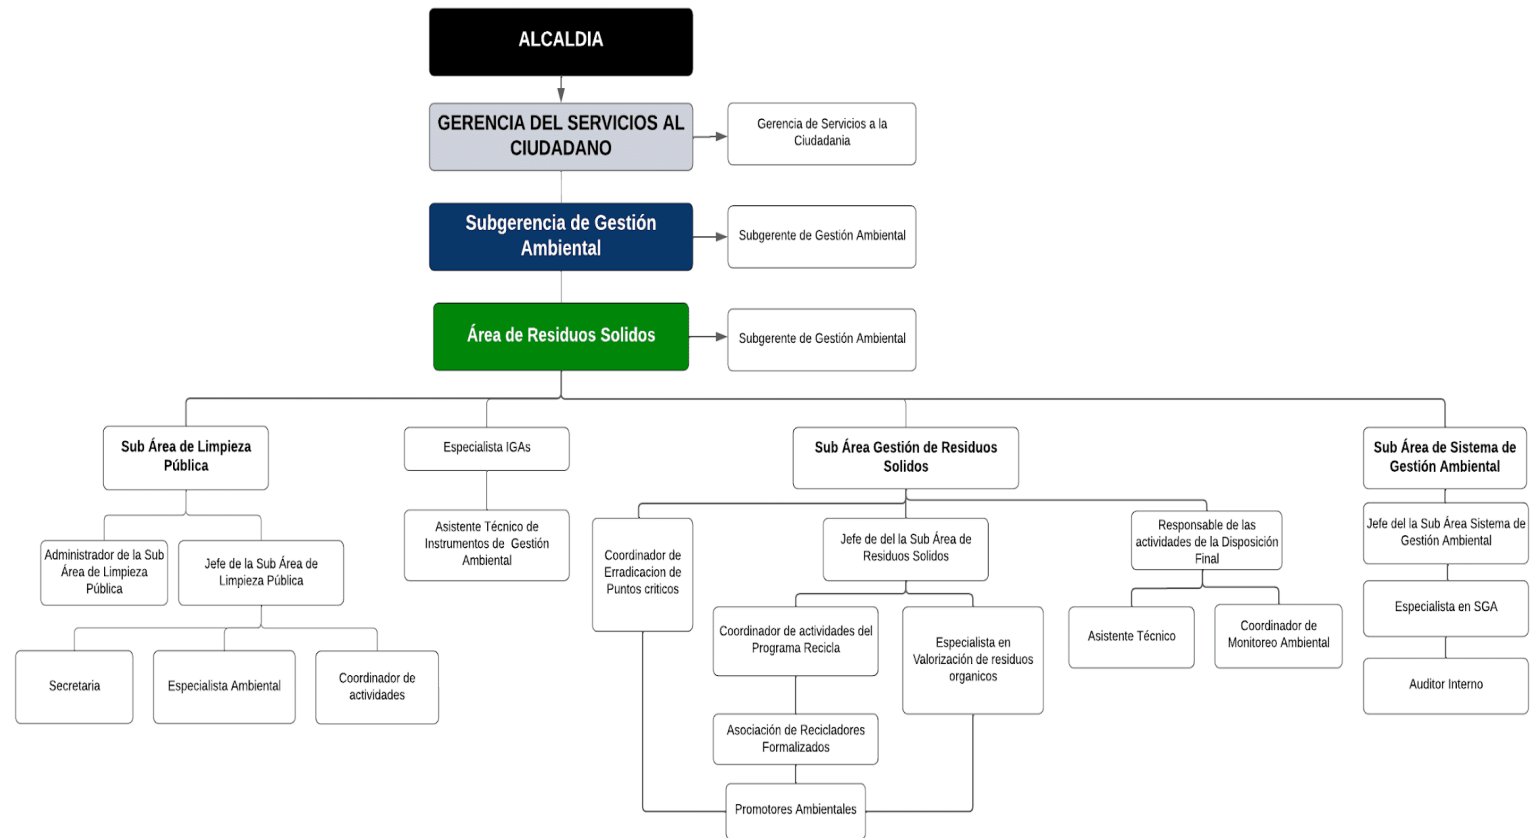 ALCALDIA
GERENCIA DEL SERVICIOS AL
CIUDADANO
Gerencia de Servicios a la
Ciudadania
Subgerencia de Gestión
Ambiental
Subgerente de Gestión Ambiental
Área de Residuos Solidos
Subgerente de Gestión Ambiental
Sub Área de Limpieza
Pública
Especialista IGAs
Sub Área Gestión de Residuos
Solidos
Sub Área de Sistema de
Gestión Ambiental
Administrador de la Sub
Área de Limpieza
Pública
Jefe de la Sub Área de
Limpieza Pública
Asistente Técnico de
Instrumentos de Gestión
Ambiental
Coordinador de
Erradicacion de
Puntos criticos
Jefe de del la Sub Área de
Residuos Solidos
Responsable de las
actividades de la Disposición
Final
Jefe del la Sub Área Sistema de
Gestión Ambiental
Secretaria
Especialista Ambiental
Coordinador de
actividades
Coordinador de actividades del
Programa Recicla
Especialista en
Valorización de residuos
organicos
Asistente Técnico
Coordinador de
Monitoreo Ambiental
Especialista en SGA
Auditor Interno
Asociación de Recicladores
Formalizados
Promotores Ambientales